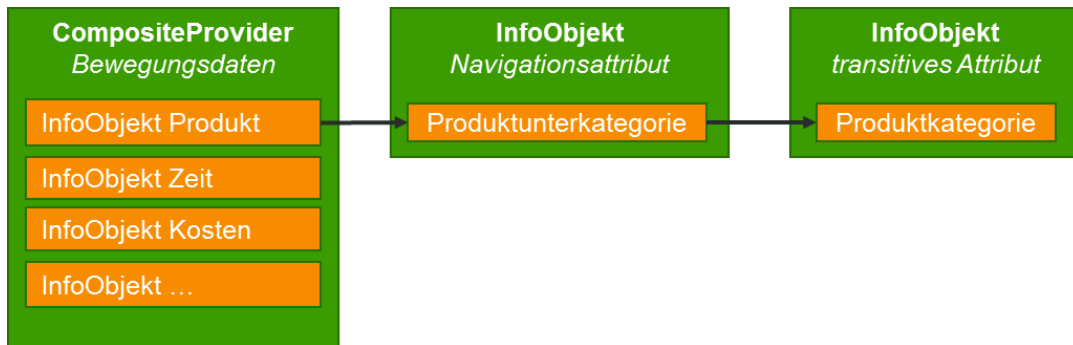 CompositeProvider
Bewegungsdaten
InfoObjekt Produkt
InfoObjekt Zeit
InfoObjekt Kosten
InfoObjekt …
InfoObjekt
Navigationsattribut
Produktunterkategorie
InfoObjekt
transitives Attribut
Produktkategorie